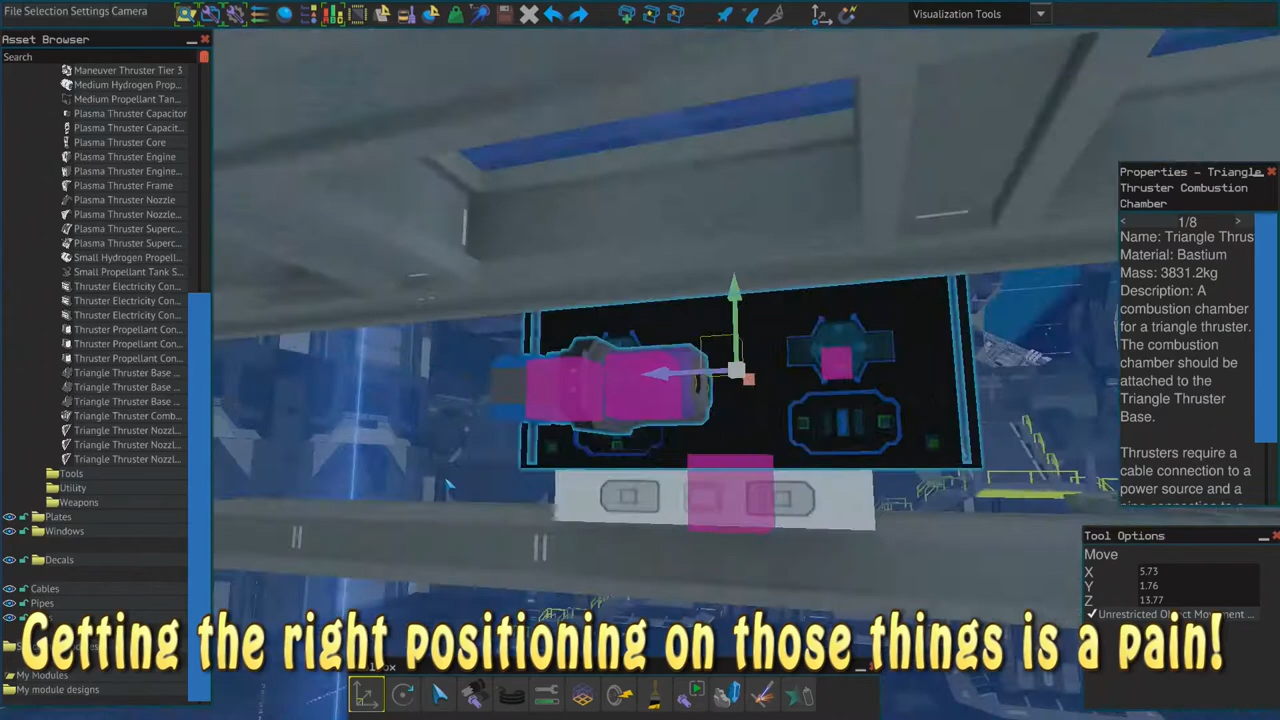 File Selection Settings Camera
Visualization Tools
Asset Browser
Search
Maneuver Thruster Tier 3
Medium Hydrogen Prop...
Medium Propellant Tan...
Plasma Thruster Capacitor
Plasma Thruster Capacit...
Plasma Thruster Core
Plasma Thruster Engine
Plasma Thruster Engine...
Plasma Thruster Frame
Plasma Thruster Nozzle
Plasma Thruster Nozzle...
Plasma Thruster Superc...
Plasma Thruster Superc...
Small Hydrogen Propell...
Small Propellant Tank S...
Thruster Electricity Con...
Thruster Electricity Con...
Thruster Electricity Con...
Thruster Propellant Con...
Thruster Propellant Con...
Thruster Propellant Con...
Triangle Thruster Base ...
Triangle Thruster Base ...
Triangle Thruster Base ...
Triangle Thruster Comb...
Triangle Thruster Nozzl...
Triangle Thruster Nozzl...
Triangle Thruster Nozzl...
Tools
Utility
Weapons
Plates
Windows
Decals
Cables
Pipes
My Modules
My module designs
Properties - Triangle
Thruster Combustion
Chamber
< 1/8 >
Name: Triangle Thrus
Material: Bastium
Mass: 3831.2kg
Description: A
combustion chamber
for a triangle thruster.
The combustion
chamber should be
attached to the
Triangle Thruster
Base.
Thrusters require a
cable connection to a
power source and a
Tool Options
Move
X 5.73
Y 1.76
Z 13.77
Unrestricted Object Movement ...
Getting the right positioning on those things is a pain!